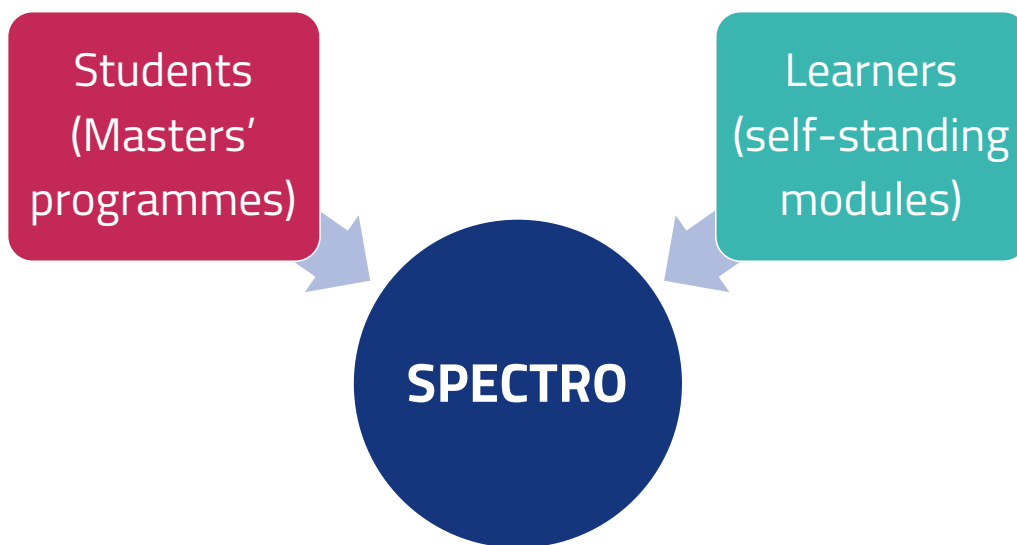 Students
(Masters’
programmes)
Learners
(self-standing
modules)
SPECTRO